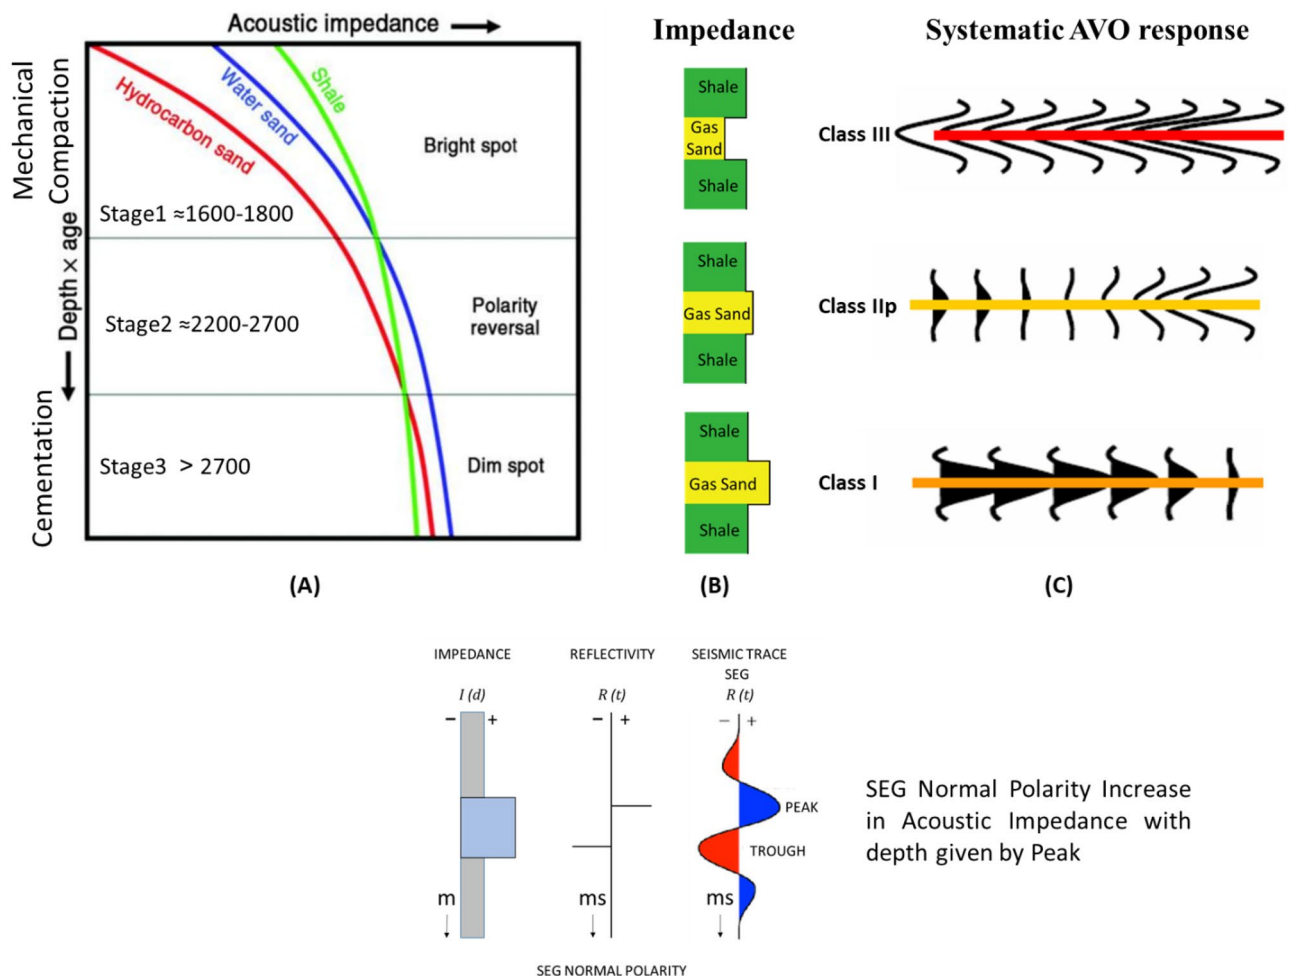 Acoustic impedance
Mechanical
Compaction
Depth × age
Cementation
Hydrocarbon sand
Water sand
Shale
Bright spot
Stage1 ≈1600-1800
Stage2 ≈2200-2700
Polarity
reversal
Stage3 > 2700
Dim spot
(A)
Impedance
Shale
Gas
Sand
Shale
Shale
Gas Sand
Shale
Shale
Gas Sand
Shale
(B)
Systematic AVO response
Class III
Class IIp
Class I
(C)
IMPEDANCE
I (d)
− +
m
REFLECTIVITY
R (t)
− +
ms
SEISMIC TRACE
SEG
R (t)
− +
PEAK
TROUGH
ms
SEG NORMAL POLARITY
SEG Normal Polarity Increase
in Acoustic Impedance with
depth given by Peak